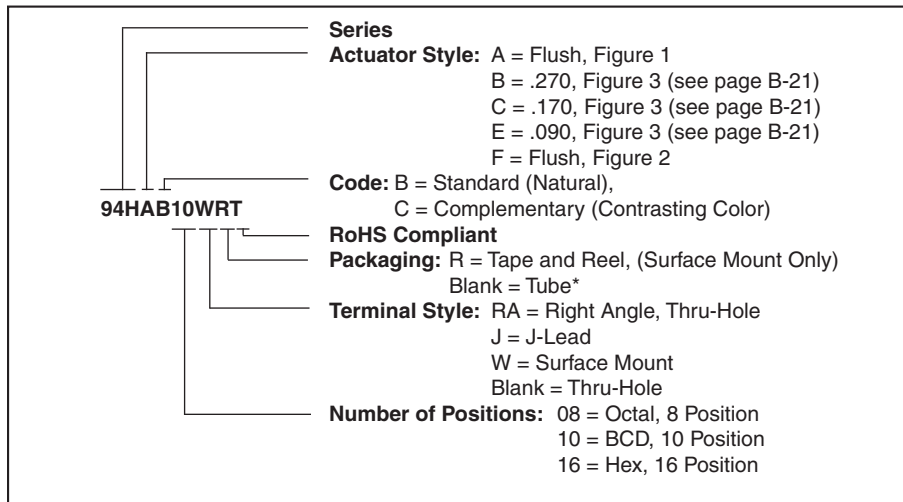 Series
Actuator Style: A = Flush, Figure 1
B = .270, Figure 3 (see page B-21)
C = .170, Figure 3 (see page B-21)
E = .090, Figure 3 (see page B-21)
F = Flush, Figure 2
Code: B = Standard (Natural),
C = Complementary (Contrasting Color)
94HAB10WRT
RoHS Compliant
Packaging: R = Tape and Reel, (Surface Mount Only)
Blank = Tube*
Terminal Style: RA = Right Angle, Thru-Hole
J = J-Lead
W = Surface Mount
Blank = Thru-Hole
Number of Positions: 08 = Octal, 8 Position
10 = BCD, 10 Position
16 = Hex, 16 Position